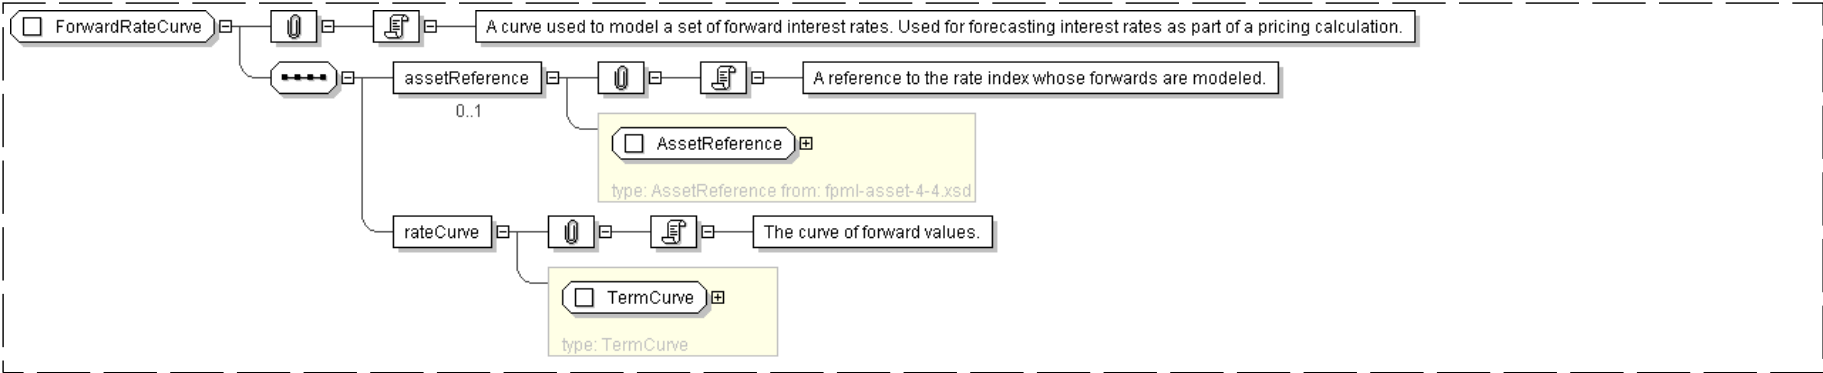 ForwardRateCurve
A curve used to model a set of forward interest rates. Used for forecasting interest rates as part of a pricing calculation.
assetReference
A reference to the rate index whose forwards are modeled.
0..1
AssetReference
type: AssetReference from: fpml-asset-4-4.xsd
rateCurve
The curve of forward values.
TermCurve
type: TermCurve